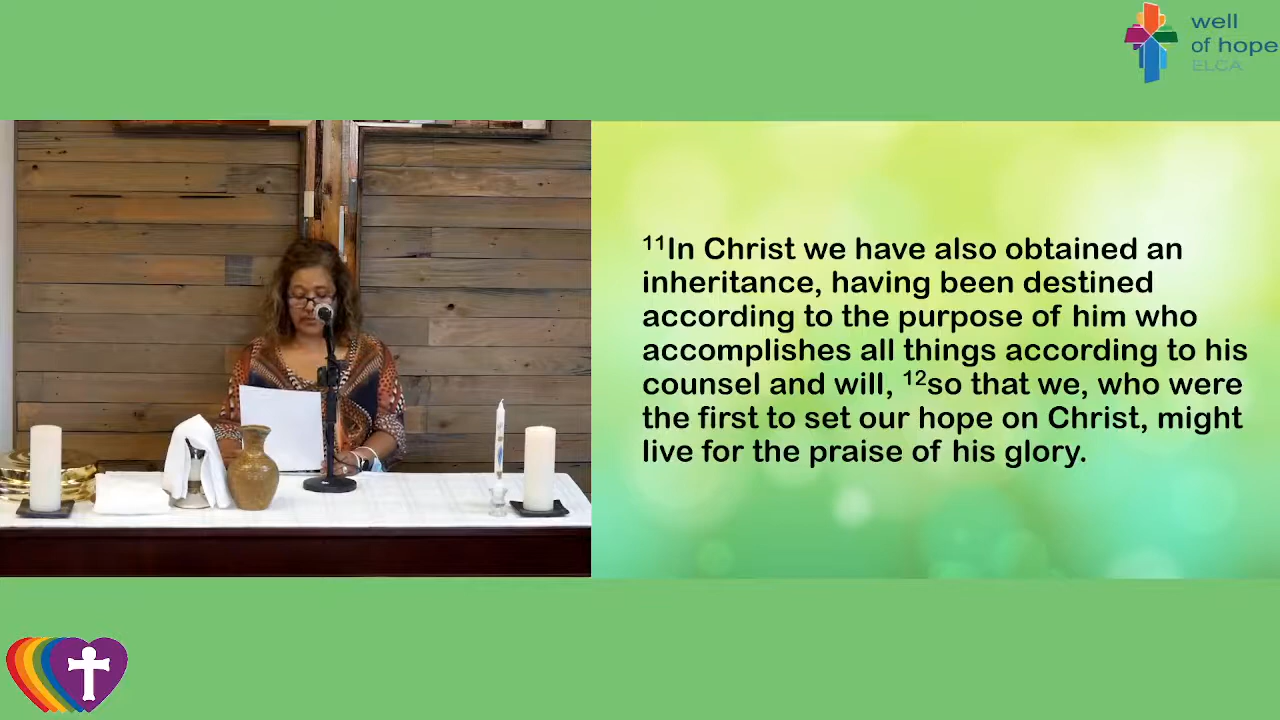 well
of hope
ELCA
¹¹In Christ we have also obtained an
inheritance, having been destined
according to the purpose of him who
accomplishes all things according to his
counsel and will, ¹²so that we, who were
the first to set our hope on Christ, might
live for the praise of his glory.